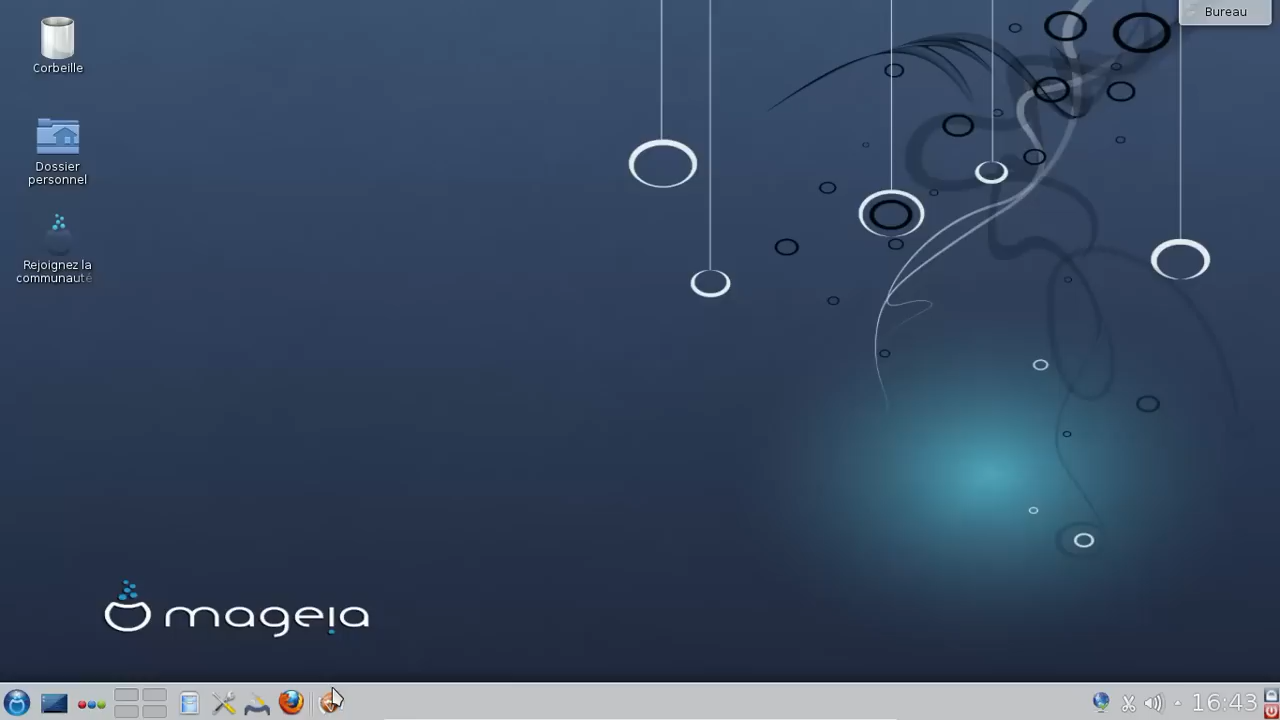 Bureau
Corbeille
Dossier
personnel
Rejoignez la
communauté
mageia
16:43